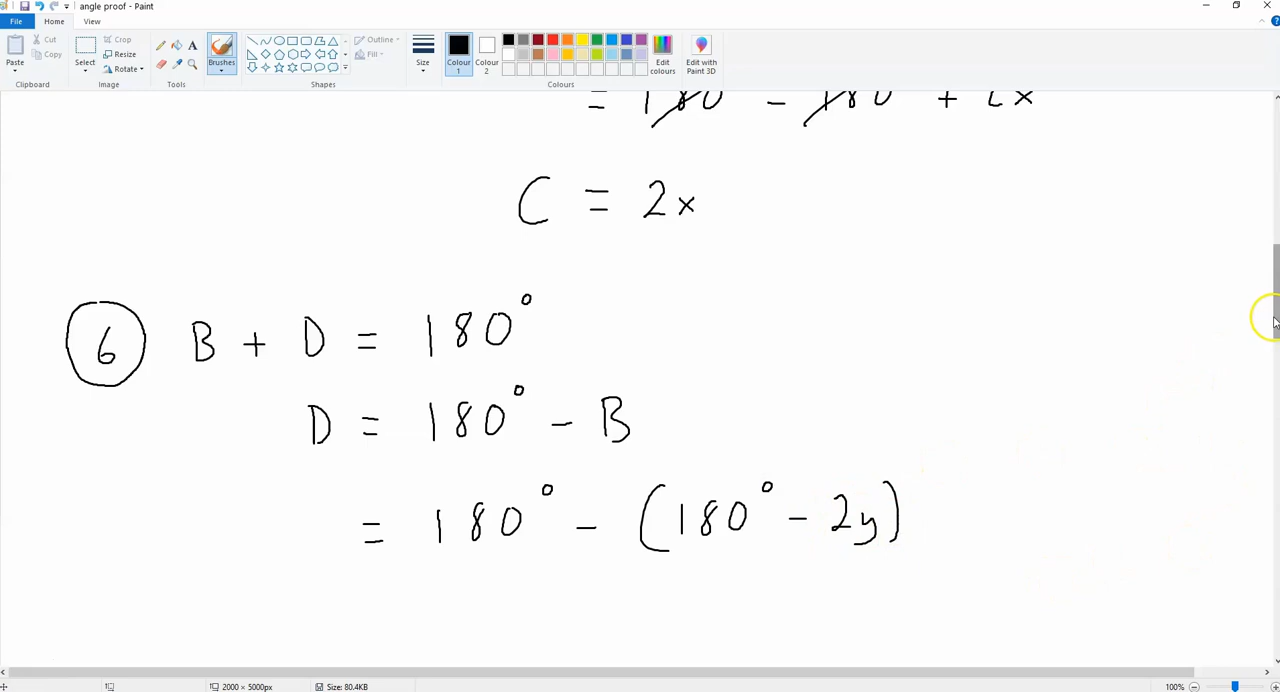 angle proof - Paint
File Home View
Paste
Cut
Copy
Clipboard
Select
Crop
Resize
Rotate
Image
Tools
Brushes
Shapes
Outline
Fill
Size
Colour 1
Colour 2
Edit colours
Edit with Paint 3D
Colours
= 180 - 180 + 2x
C = 2x
6 B + D = 180°
D = 180° - B
= 180° - (180° - 2y)
2000 × 5000px
Size: 80.4KB
100%